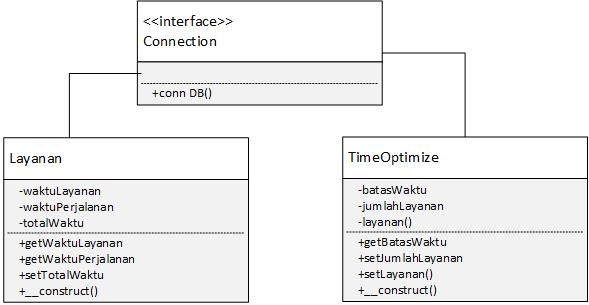 <<interface>>
Connection
+conn DB()
Layanan
-waktuLayanan
-waktuPerjalanan
-totalWaktu
+getWaktuLayanan
+getWaktuPerjalanan
+setTotalWaktu
+__construct()
TimeOptimize
-batasWaktu
-jumlahLayanan
-layanan()
+getBatasWaktu
+setJumlahLayanan
+setLayanan()
+__construct()